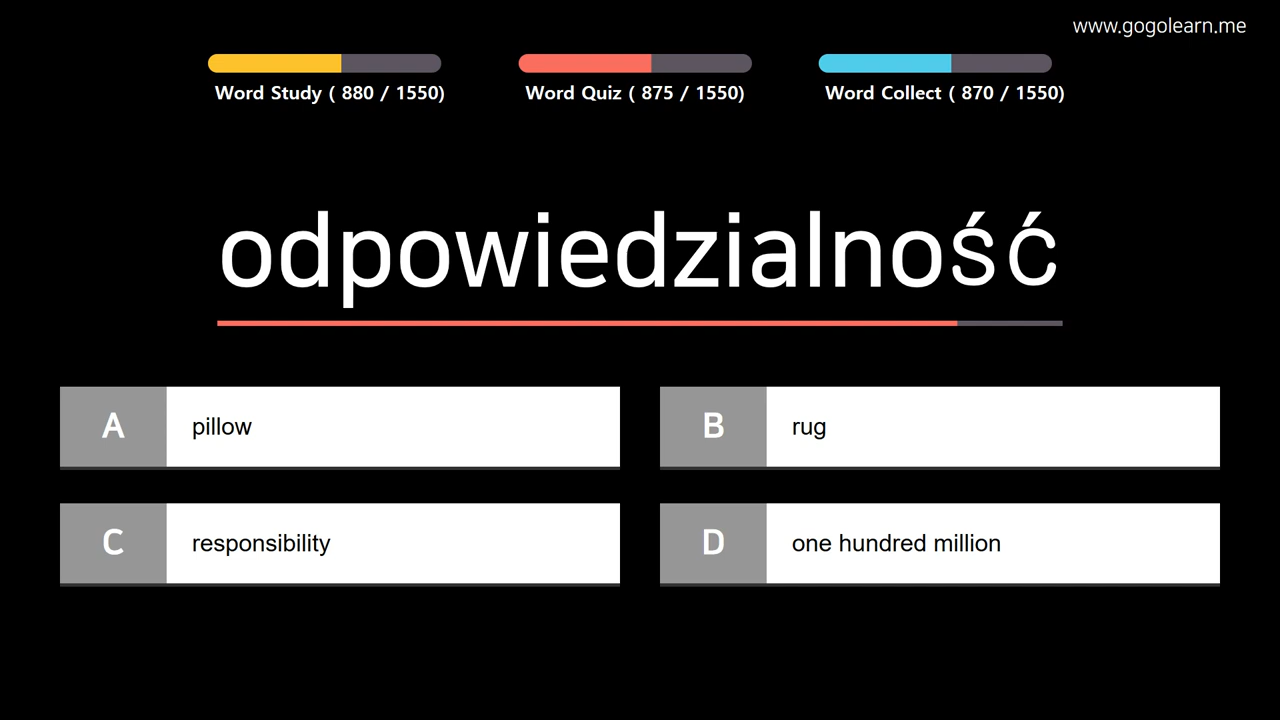 www.gogolearn.me
Word Study ( 880 / 1550)
Word Quiz ( 875 / 1550)
Word Collect ( 870 / 1550)
odpowiedzialność
A pillow
B rug
C responsibility
D one hundred million